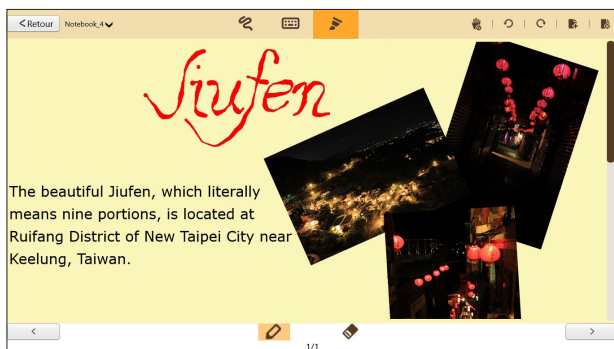 Retour Notebook_4
Jiufen
The beautiful Jiufen, which literally
means nine portions, is located at
Ruifang District of New Taipei City near
Keelung, Taiwan.
1/1